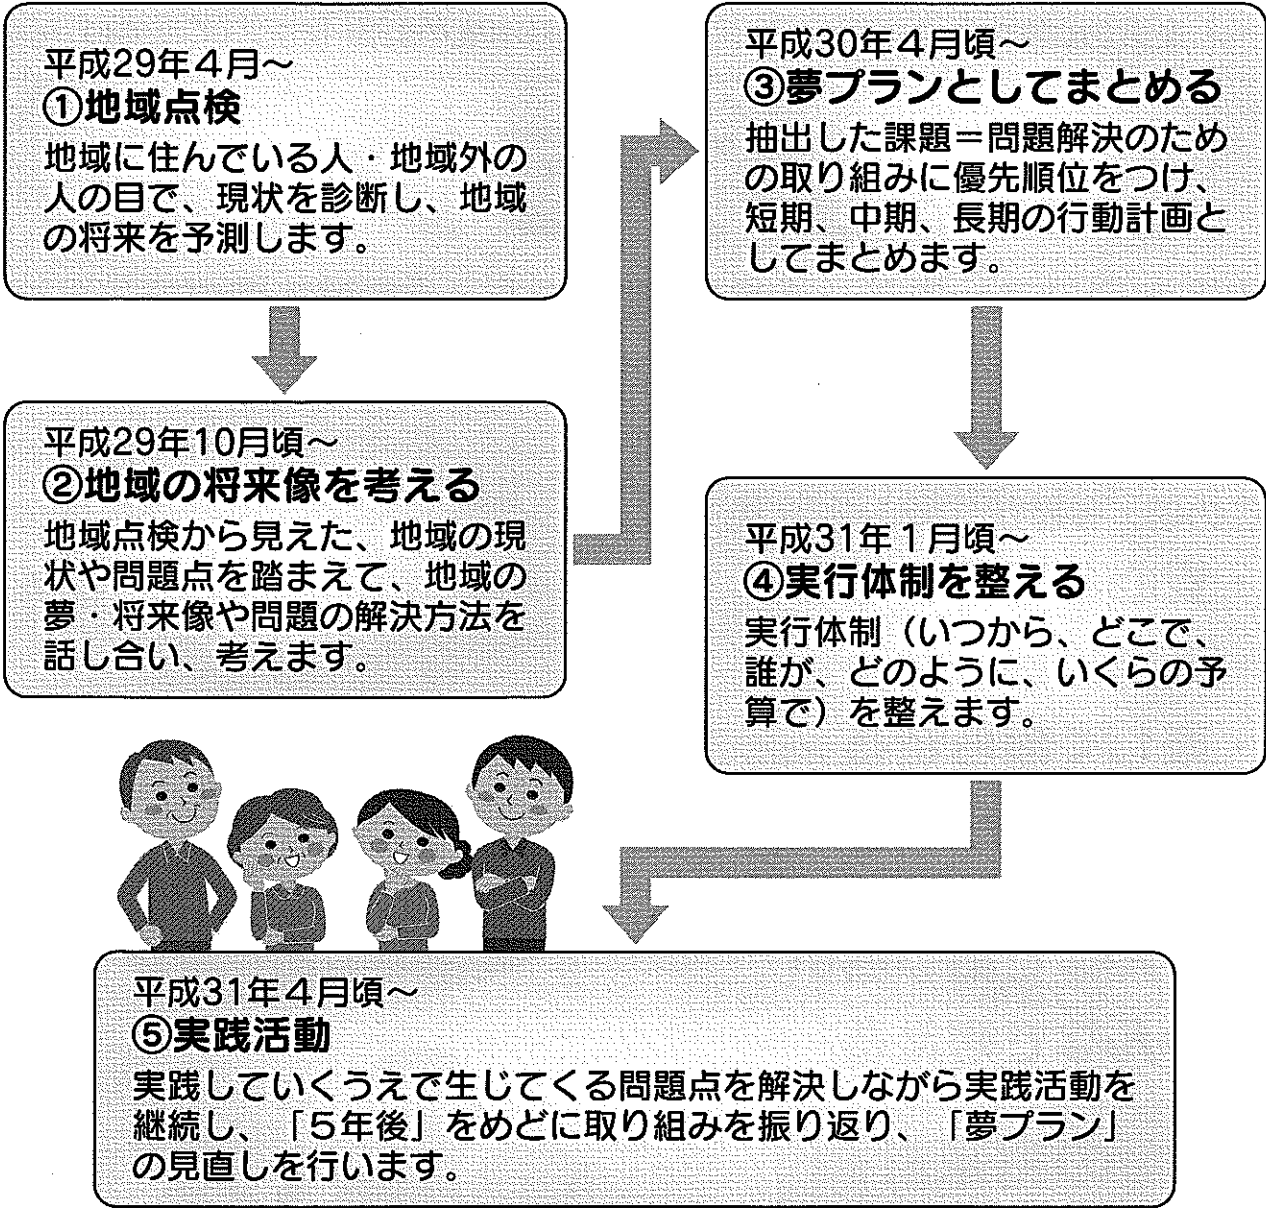 平成29年４月～
①地域点検
地域に住んでいる人・地域外の
人の目で、現状を診断し、地域
の将来を予測します。
平成29年10月頃～
②地域の将来像を考える
地域点検から見えた、地域の現
状や問題点を踏まえて、地域の
夢・将来像や問題の解決方法を
話し合い、考えます。
平成30年４月頃～
③夢プランとしてまとめる
抽出した課題＝問題解決のため
の取り組みに優先順位をつけ、
短期、中期、長期の行動計画と
してまとめます。
平成31年１月頃～
④実行体制を整える
実行体制（いつから、どこで、
誰が、どのように、いくらの予
算で）を整えます。
平成31年４月頃～
⑤実践活動
実践していくうえで生じてくる問題点を解決しながら実践活動を
継続し、「５年後」をめどに取り組みを振り返り、「夢プラン」
の見直しを行います。